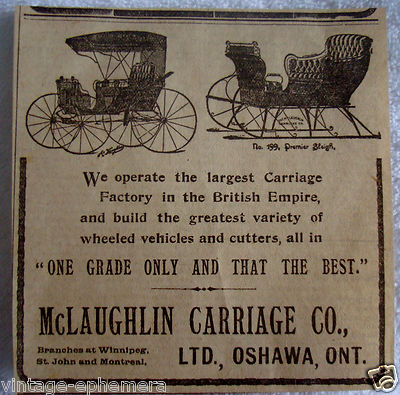 No. 199, Premier Sleigh.
We operate the largest Carriage
Factory in the British Empire,
and build the greatest variety of
wheeled vehicles and cutters, all in
"ONE GRADE ONLY AND THAT THE BEST."
MCLAUGHLIN CARRIAGE CO.,
Branches at Winnipeg,
St. John and Montreal.
LTD., OSHAWA, ONT.
vintage-ephemera